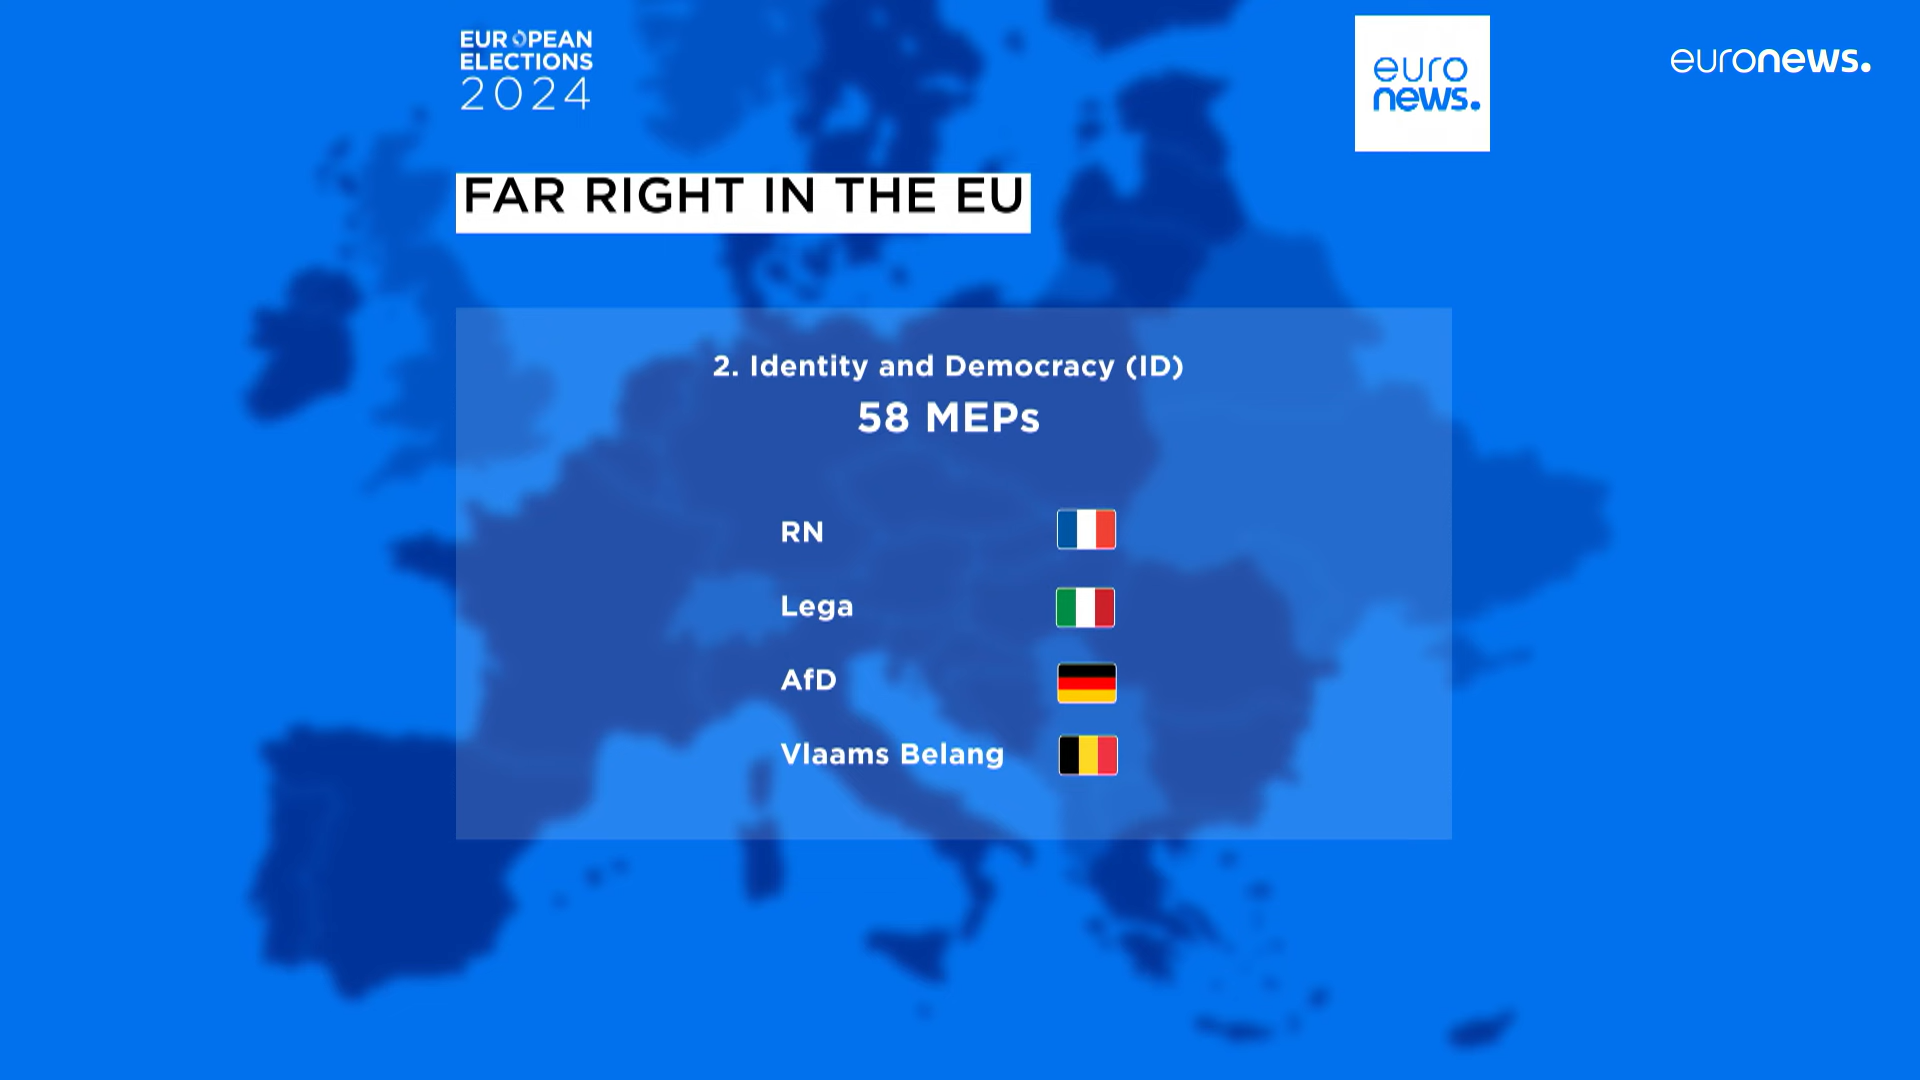 EUROPEAN
ELECTIONS
2024
euro
news.
euronews.
FAR RIGHT IN THE EU
2. Identity and Democracy (ID)
58 MEPs
RN
Lega
AfD
Vlaams Belang